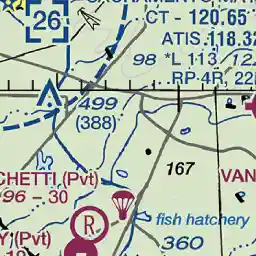 26
CT - 120.65
ATIS 118.32
98 *L 113 122
RP 4R, 22
499
(388)
167
CHETTI (Pvt)
VAN
96 - 30
R
fish hatchery
Y (Pvt)
360